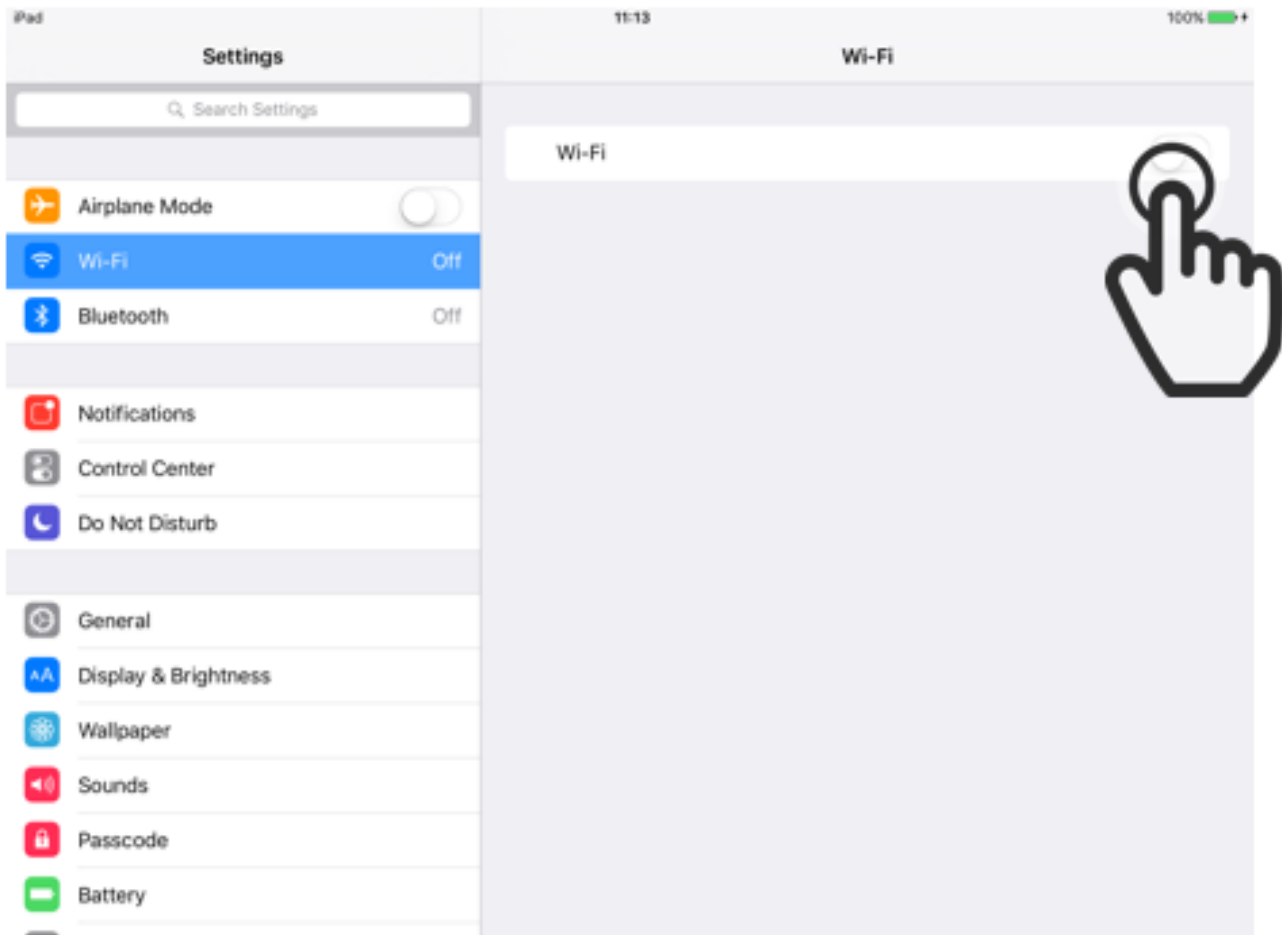 iPad 11:13 100%
Settings
Wi-Fi
Search Settings
Wi-Fi
Airplane Mode
Wi-Fi Off
Bluetooth Off
Notifications
Control Center
Do Not Disturb
General
AA Display & Brightness
Wallpaper
Sounds
Passcode
Battery